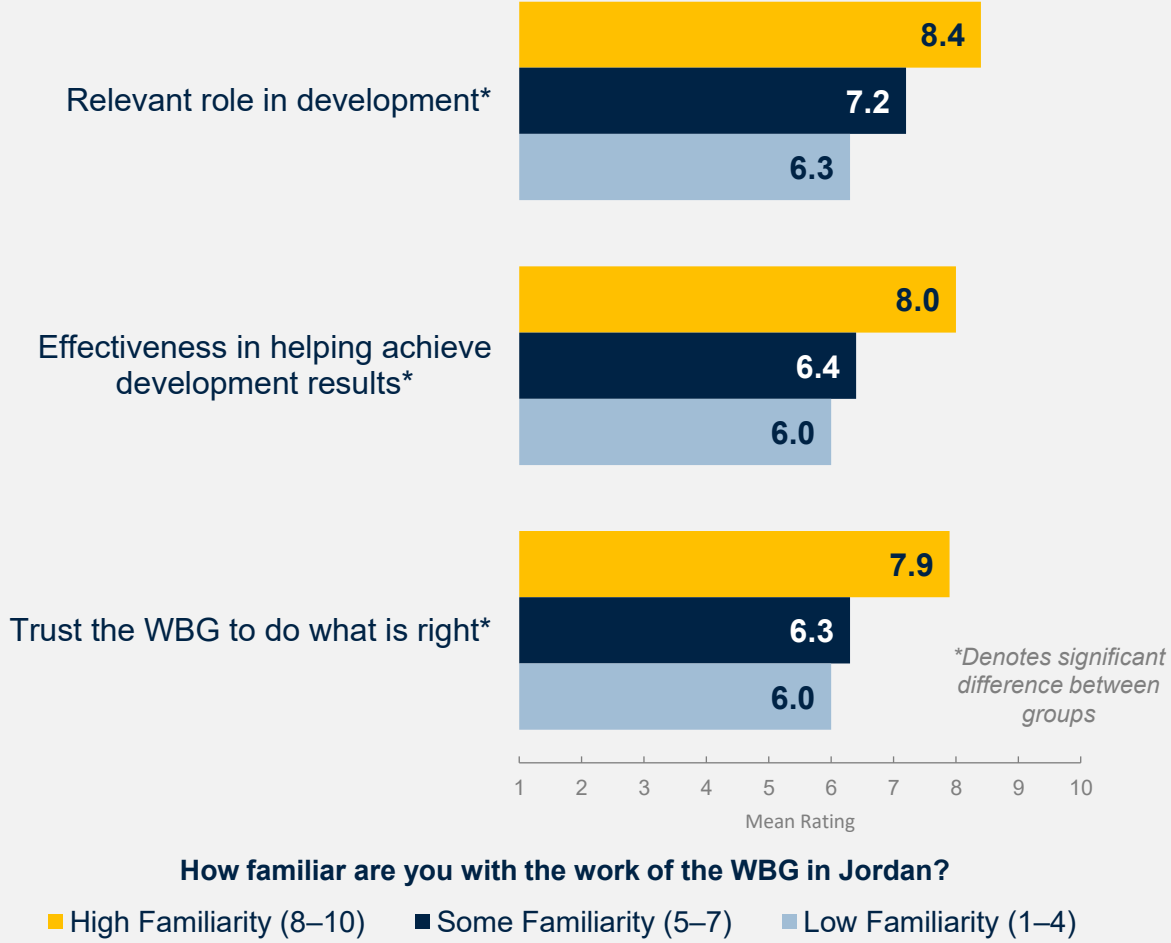 8.4
Relevant role in development*
7.2
6.3
8.0
Effectiveness in helping achieve
development results*
6.4
6.0
7.9
Trust the WBG to do what is right*
6.3
6.0
*Denotes significant
difference between
groups
1 2 3 4 5 6 7 8 9 10
Mean Rating
How familiar are you with the work of the WBG in Jordan?
High Familiarity (8–10) Some Familiarity (5–7) Low Familiarity (1–4)